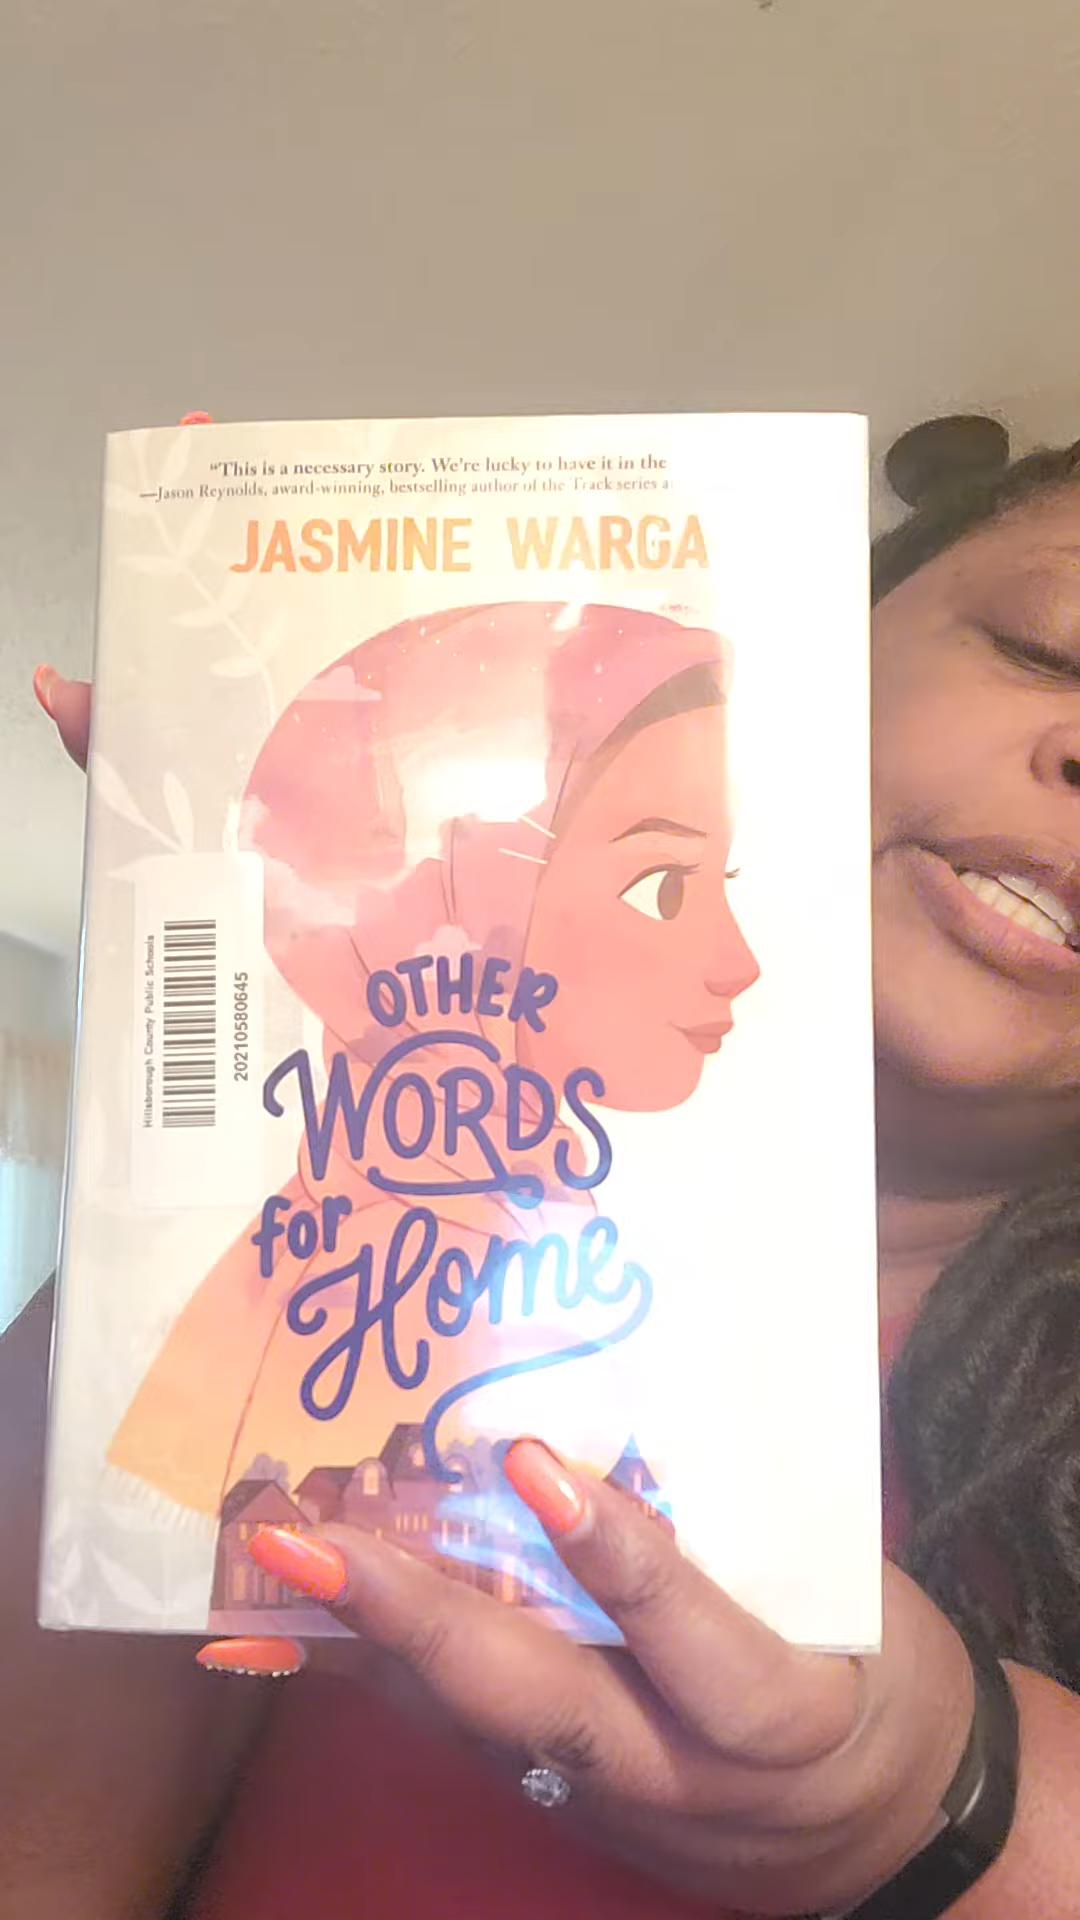 “This is a necessary story. We’re lucky to have it in the
—Jason Reynolds, award-winning, bestselling author of the Track series
JASMINE WARGA
Hillsborough County Public Schools
20210580645
OTHER
WORDS
for
Home